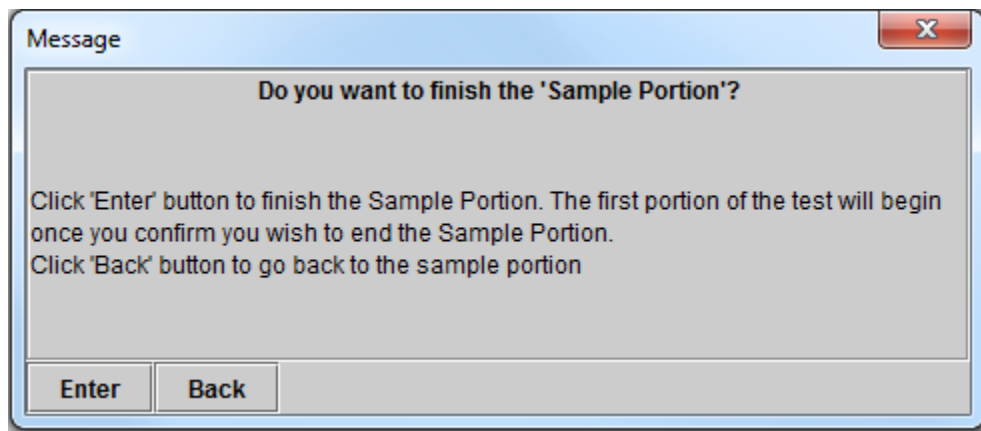 Message
Do you want to finish the 'Sample Portion'?
Click 'Enter' button to finish the Sample Portion. The first portion of the test will begin
once you confirm you wish to end the Sample Portion.
Click 'Back' button to go back to the sample portion
Enter Back